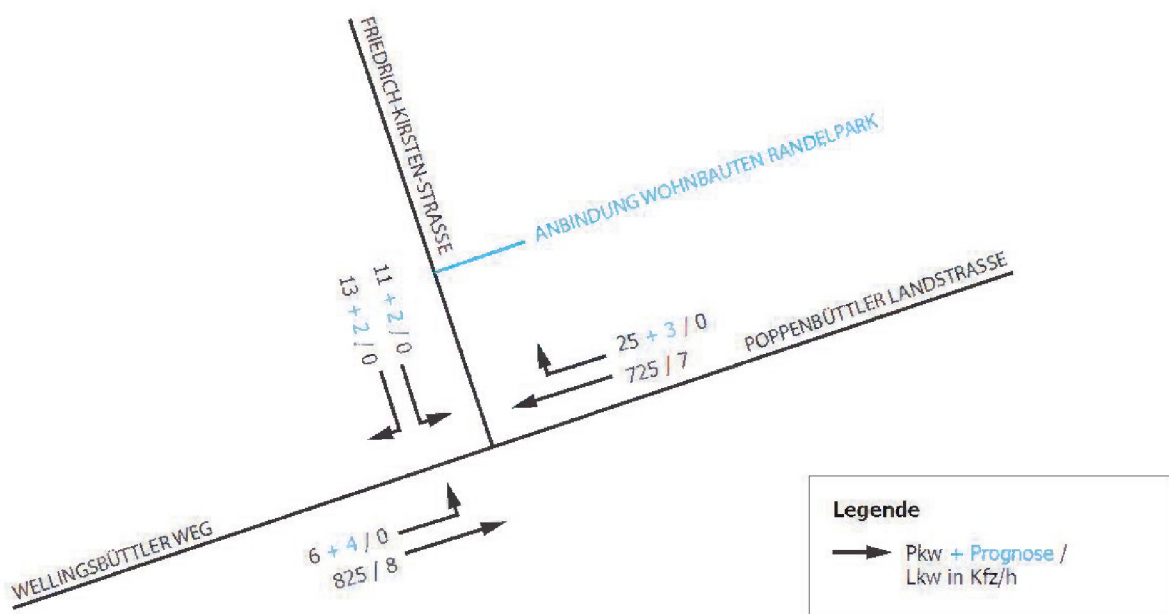 FRIEDRICH-KIRSTEN-STRASSE
ANBINDUNG WOHNBAUTEN RANDELPARK
POPPENBÜTTLER LANDSTRASSE
11 + 2 / 0
13 + 2 / 0
25 + 3 / 0
725 / 7
WELLINGSBÜTTLER WEG
6 + 4 / 0
825 / 8
Legende
Pkw + Prognose /
Lkw in Kfz/h